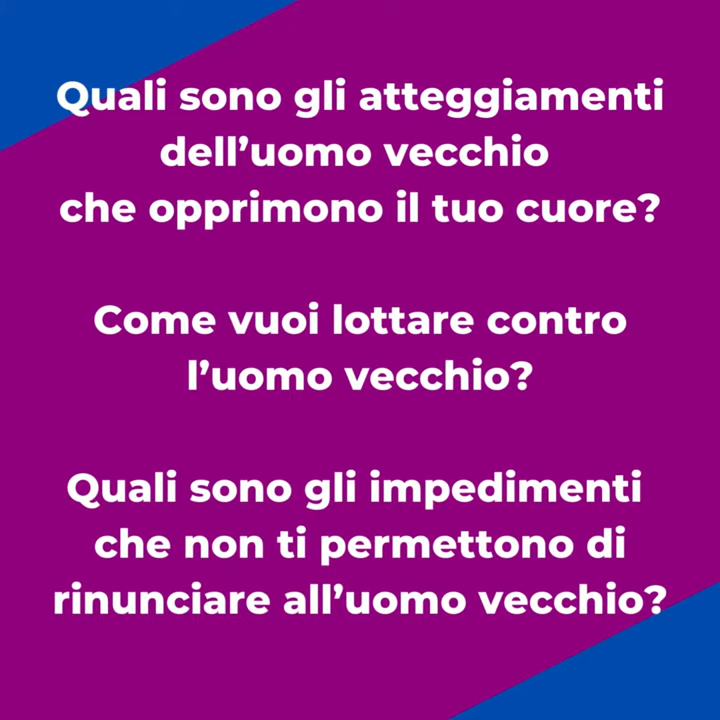 Quali sono gli atteggiamenti
dell’uomo vecchio
che opprimono il tuo cuore?
Come vuoi lottare contro
l’uomo vecchio?
Quali sono gli impedimenti
che non ti permettono di
rinunciare all’uomo vecchio?